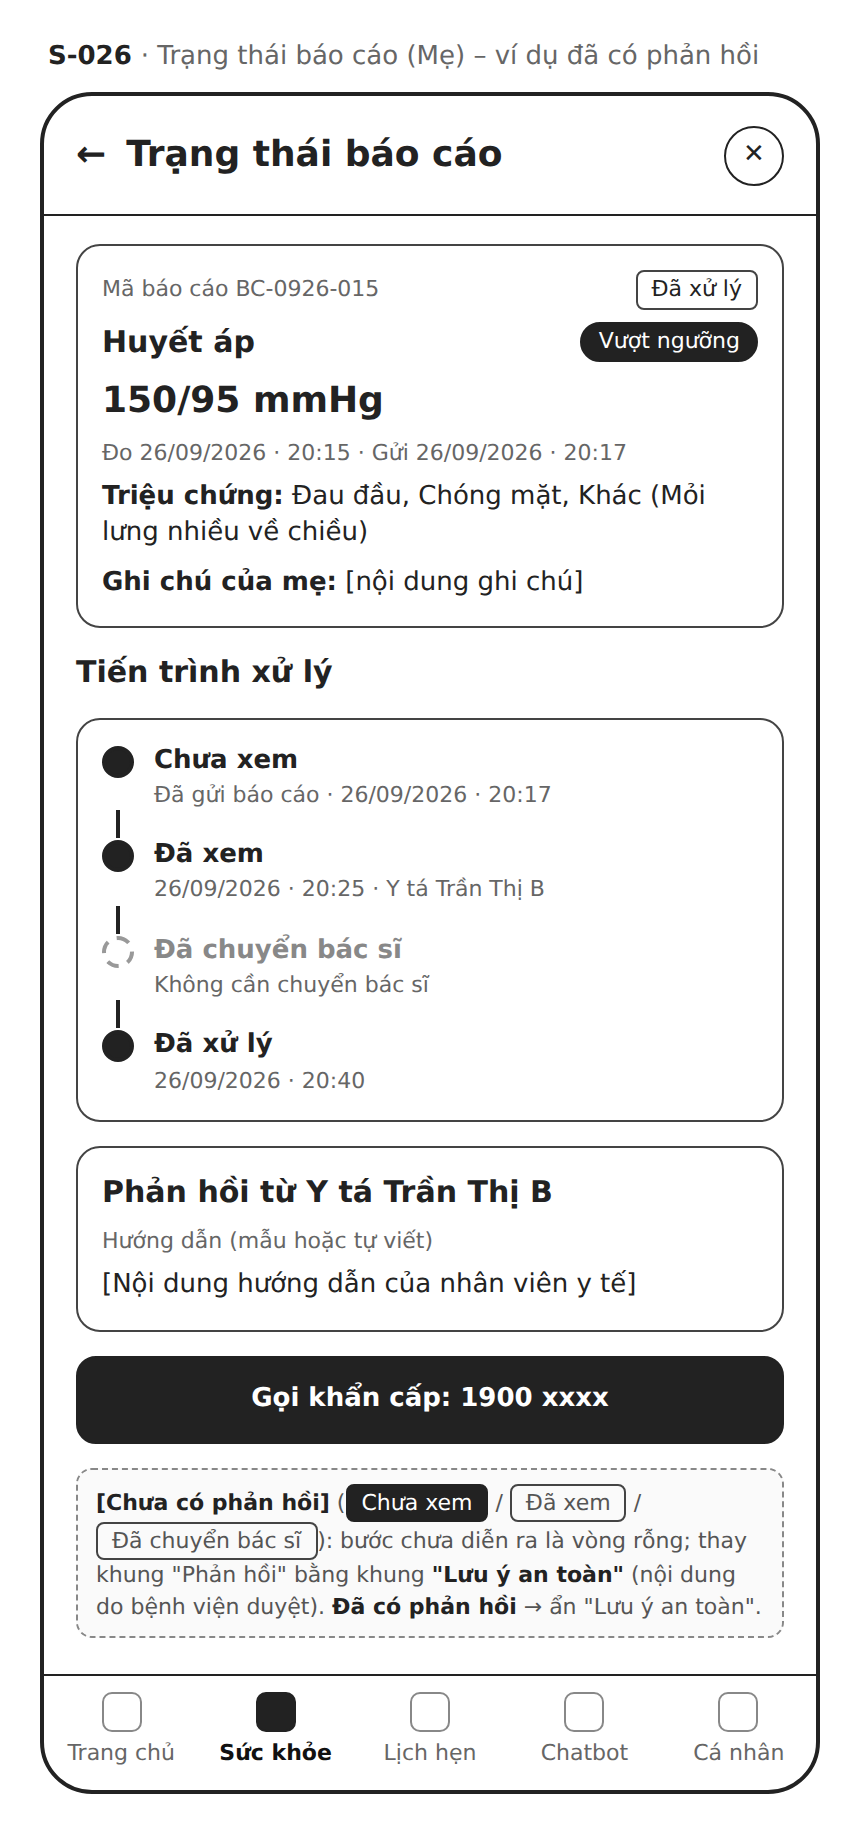 S-026 · Trạng thái báo cáo (Mẹ) – ví dụ đã có phản hồi
← Trạng thái báo cáo ✕
Mã báo cáo BC-0926-015 Đã xử lý
Huyết áp Vượt ngưỡng
150/95 mmHg
Đo 26/09/2026 · 20:15 · Gửi 26/09/2026 · 20:17
Triệu chứng: Đau đầu, Chóng mặt, Khác (Mỏi
lưng nhiều về chiều)
Ghi chú của mẹ: [nội dung ghi chú]
Tiến trình xử lý
Chưa xem
Đã gửi báo cáo · 26/09/2026 · 20:17
Đã xem
26/09/2026 · 20:25 · Y tá Trần Thị B
Đã chuyển bác sĩ
Không cần chuyển bác sĩ
Đã xử lý
26/09/2026 · 20:40
Phản hồi từ Y tá Trần Thị B
Hướng dẫn (mẫu hoặc tự viết)
[Nội dung hướng dẫn của nhân viên y tế]
Gọi khẩn cấp: 1900 xxxx
[Chưa có phản hồi] ( Chưa xem / Đã xem /
Đã chuyển bác sĩ ): bước chưa diễn ra là vòng rỗng; thay
khung "Phản hồi" bằng khung "Lưu ý an toàn" (nội dung
do bệnh viện duyệt). Đã có phản hồi → ẩn "Lưu ý an toàn".
Trang chủ Sức khỏe Lịch hẹn Chatbot Cá nhân